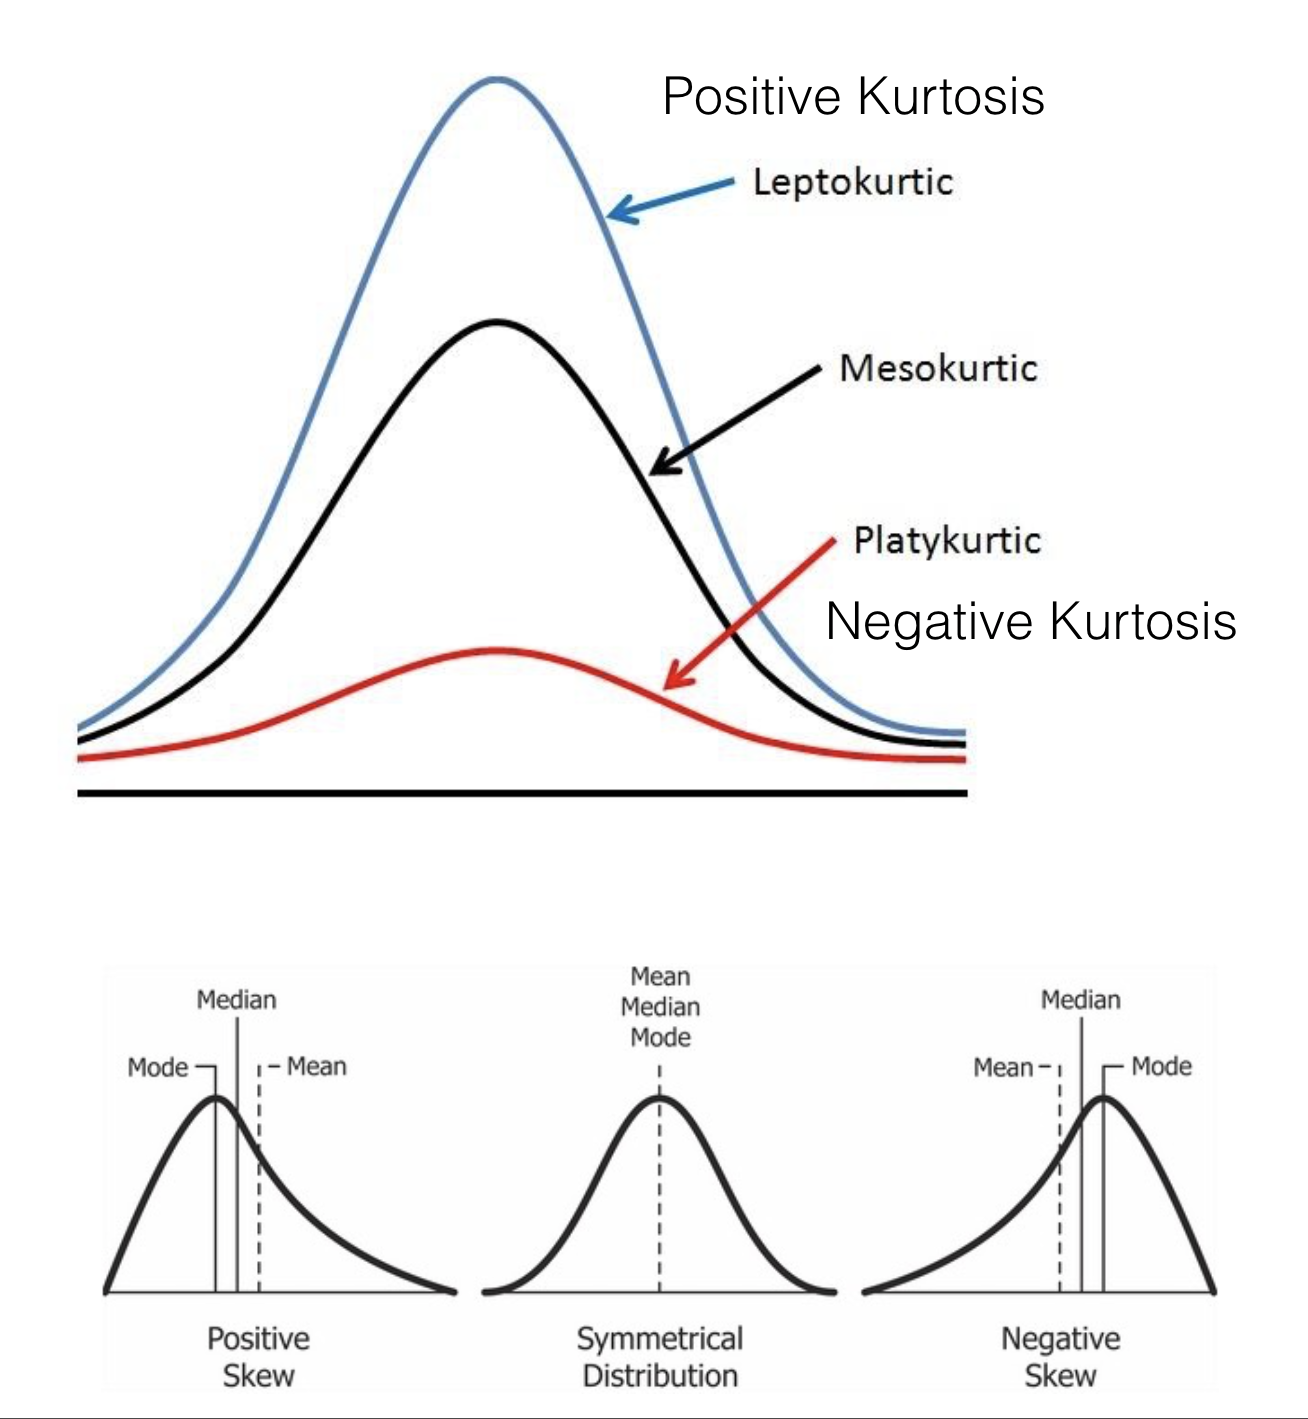 Positive Kurtosis
Leptokurtic
Mesokurtic
Platykurtic
Negative Kurtosis
Median
Mode
Mean
Positive
Skew
Mean
Median
Mode
Symmetrical
Distribution
Median
Mean
Mode
Negative
Skew